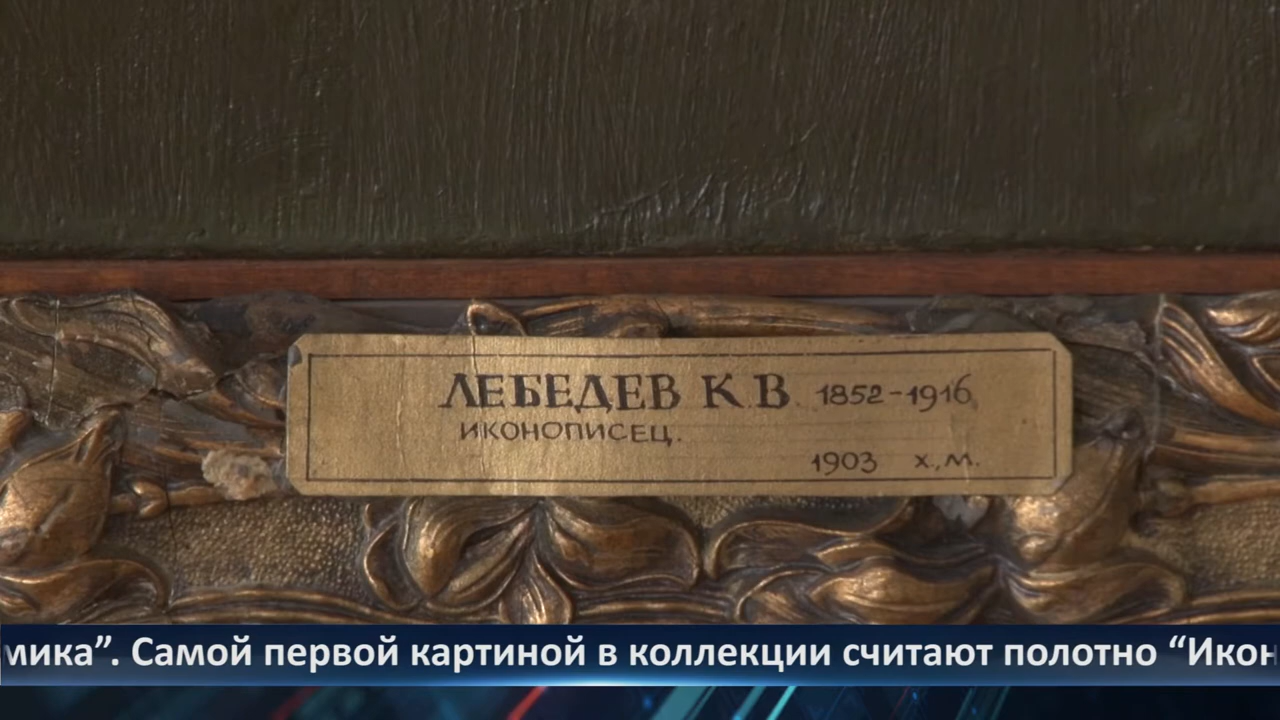 ЛЕБЕДЕВ К.В. 1852-1916
ИКОНОПИСЕЦ.
1903 х.,м.
мика”. Самой первой картиной в коллекции считают полотно “Икон